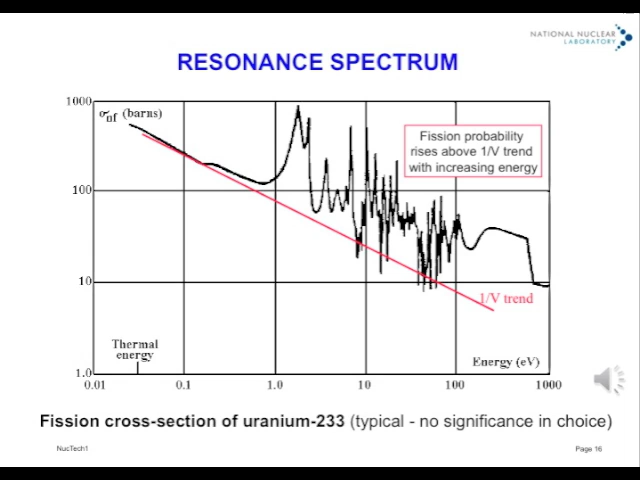 NATIONAL NUCLEAR
LABORATORY
RESONANCE SPECTRUM
1000
σnf (barns)
Fission probability
rises above 1/V trend
with increasing energy
100
10
1/V trend
Thermal
energy
Energy (eV)
1.0
0.01 0.1 1.0 10 100 1000
Fission cross-section of uranium-233 (typical - no significance in choice)
NucTech1
Page 16